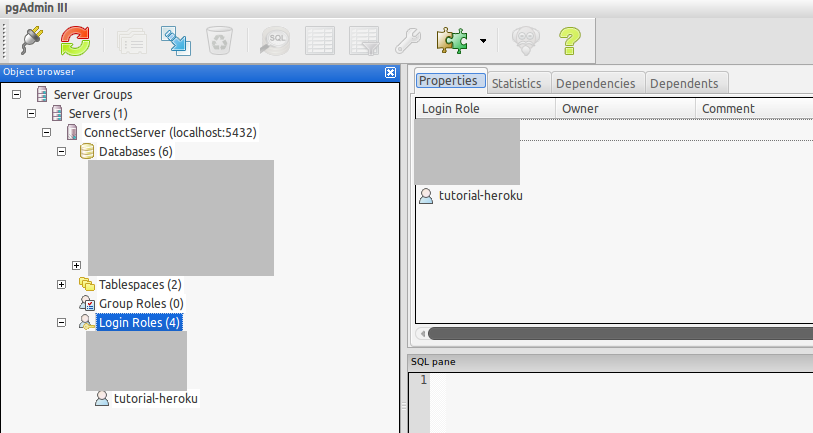 pgAdmin III
SQL
Object browser
Server Groups
Servers (1)
ConnectServer (localhost:5432)
Databases (6)
Tablespaces (2)
Group Roles (0)
Login Roles (4)
tutorial-heroku
Properties
Statistics
Dependencies
Dependents
Login Role
Owner
Comment
tutorial-heroku
SQL pane
1